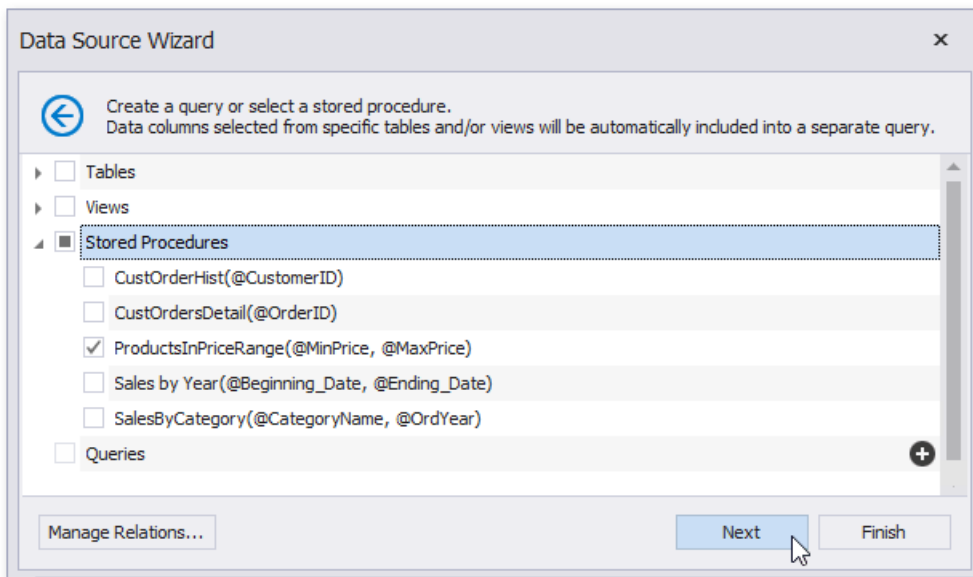 Data Source Wizard
Create a query or select a stored procedure.
Data columns selected from specific tables and/or views will be automatically included into a separate query.
Tables
Views
Stored Procedures
CustOrderHist(@CustomerID)
CustOrdersDetail(@OrderID)
ProductsInPriceRange(@MinPrice, @MaxPrice)
Sales by Year(@Beginning_Date, @Ending_Date)
SalesByCategory(@CategoryName, @OrdYear)
Queries
Manage Relations... Next Finish